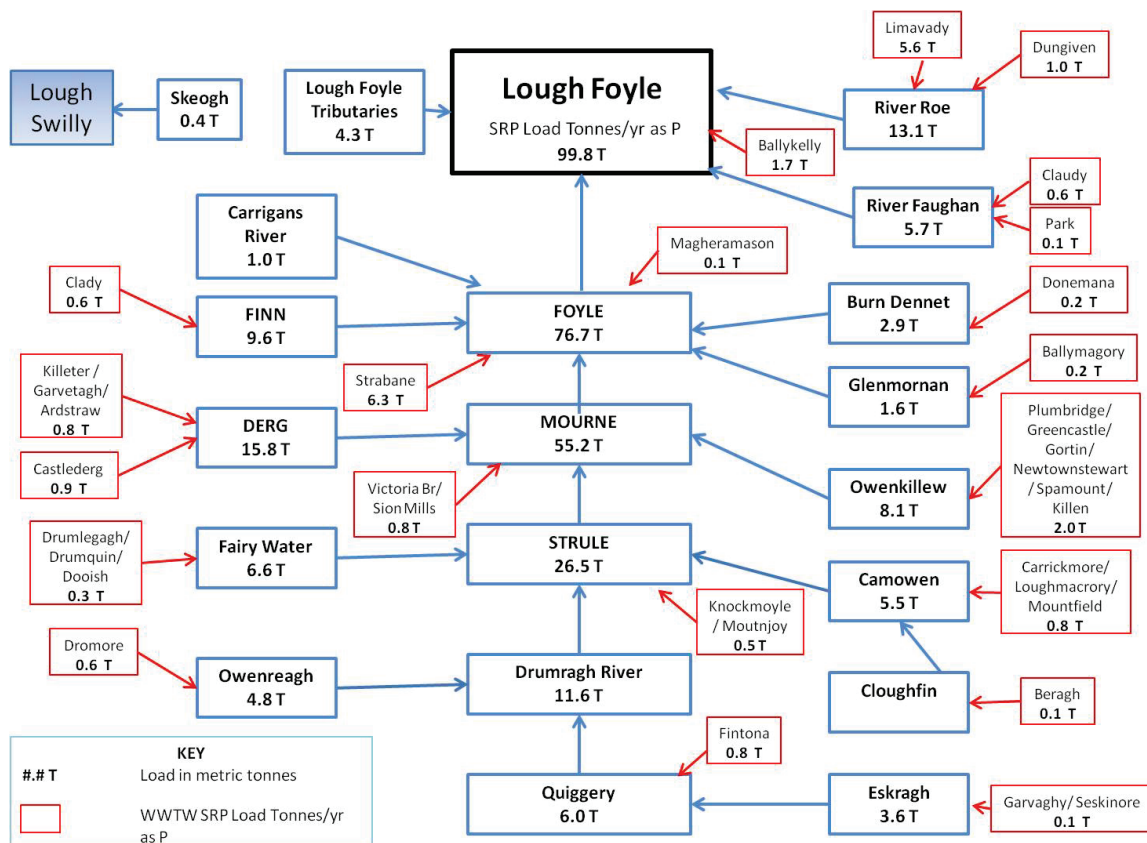 Lough
Swilly
Skeogh
0.4 T
Lough Foyle
Tributaries
4.3 T
Lough Foyle
SRP Load Tonnes/yr as P
99.8 T
Limavady
5.6 T
Dungiven
1.0 T
River Roe
13.1 T
Ballykelly
1.7 T
Claudy
0.6 T
River Faughan
5.7 T
Park
0.1 T
Carrigans
River
1.0 T
Magheramason
0.1 T
Clady
0.6 T
FINN
9.6 T
FOYLE
76.7 T
Burn Dennet
2.9 T
Donemana
0.2 T
Strabane
6.3 T
Glenmornan
1.6 T
Ballymagory
0.2 T
Killeter /
Garvetagh/
Ardstraw
0.8 T
DERG
15.8 T
Castlederg
0.9 T
MOURNE
55.2 T
Victoria Br/
Sion Mills
0.8 T
Owenkillew
8.1 T
Plumbridge/
Greencastle/
Gortin/
Newtownstewart
/ Spamount/
Killen
2.0 T
Drumlegagh/
Drumquin/
Dooish
0.3 T
Fairy Water
6.6 T
STRULE
26.5 T
Camowen
5.5 T
Carrickmore/
Loughmacrory/
Mountfield
0.8 T
Knockmoyle
/ Moutnjoy
0.5 T
Dromore
0.6 T
Owenreagh
4.8 T
Drumragh River
11.6 T
Cloughfin
Beragh
0.1 T
Fintona
0.8 T
Quiggery
6.0 T
Eskragh
3.6 T
Garvaghy/ Seskinore
0.1 T
KEY
#.# T Load in metric tonnes
WWTW SRP Load Tonnes/yr
as P